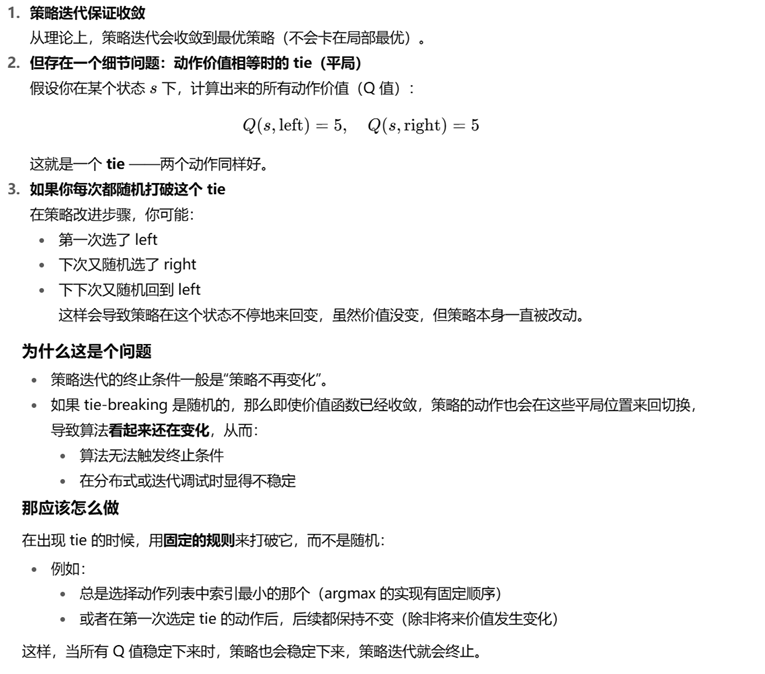 1. 策略迭代保证收敛
从理论上，策略迭代会收敛到最优策略（不会卡在局部最优）。
2. 但存在一个细节问题：动作价值相等时的 tie（平局）
假设你在某个状态 s 下，计算出来的所有动作价值（Q 值）：
Q(s, left) = 5, Q(s, right) = 5
这就是一个 tie ——两个动作同样好。
3. 如果你每次都随机打破这个 tie
在策略改进步骤，你可能：
• 第一次选了 left
• 下次又随机选了 right
• 下下次又随机回到 left
这样会导致策略在这个状态不停地来回变，虽然价值没变，但策略本身一直被改动。
为什么这是个问题
• 策略迭代的终止条件一般是“策略不再变化”。
• 如果 tie-breaking 是随机的，那么即使价值函数已经收敛，策略的动作也会在这些平局位置来回切换，
导致算法看起来还在变化，从而：
• 算法无法触发终止条件
• 在分布式或迭代调试时显得不稳定
那应该怎么做
在出现 tie 的时候，用固定的规则来打破它，而不是随机：
• 例如：
• 总是选择动作列表中索引最小的那个（argmax 的实现有固定顺序）
• 或者在第一次选定 tie 的动作后，后续都保持不变（除非将来价值发生变化）
这样，当所有 Q 值稳定下来时，策略也会稳定下来，策略迭代就会终止。